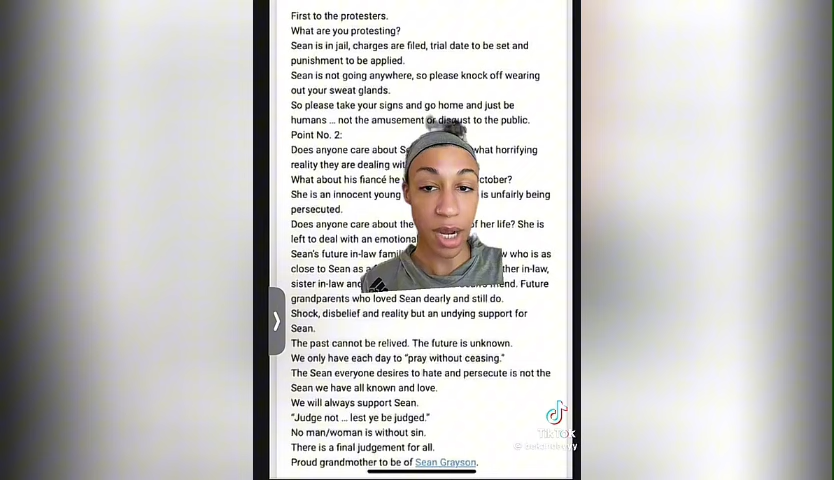 First to the protesters.
What are you protesting?
Sean is in jail, charges are filed, trial date to be set and
punishment to be applied.
Sean is not going anywhere, so please knock off wearing
out your sweat glands.
So please take your signs and go home and just be
humans ... not the amusement or disgust to the public.
Point No. 2:
Does anyone care about what horrifying
reality they are dealing
What about his fiancé he
She is an innocent young is unfairly being
persecuted.
Does anyone care about the of her life? She is
left to deal with an emotional
Sean's future in-law who is as
close to Sean as a in-law,
sister in-law and friend. Future
grandparents who loved Sean dearly and still do.
Shock, disbelief and reality but an undying support for
Sean.
The past cannot be relived. The future is unknown.
We only have each day to “pray without ceasing.”
The Sean everyone desires to hate and persecute is not the
Sean we have all known and love.
We will always support Sean.
“Judge not ... lest ye be judged.”
No man/woman is without sin.
There is a final judgement for all.
Proud grandmother to be of Sean Grayson.
TikTok